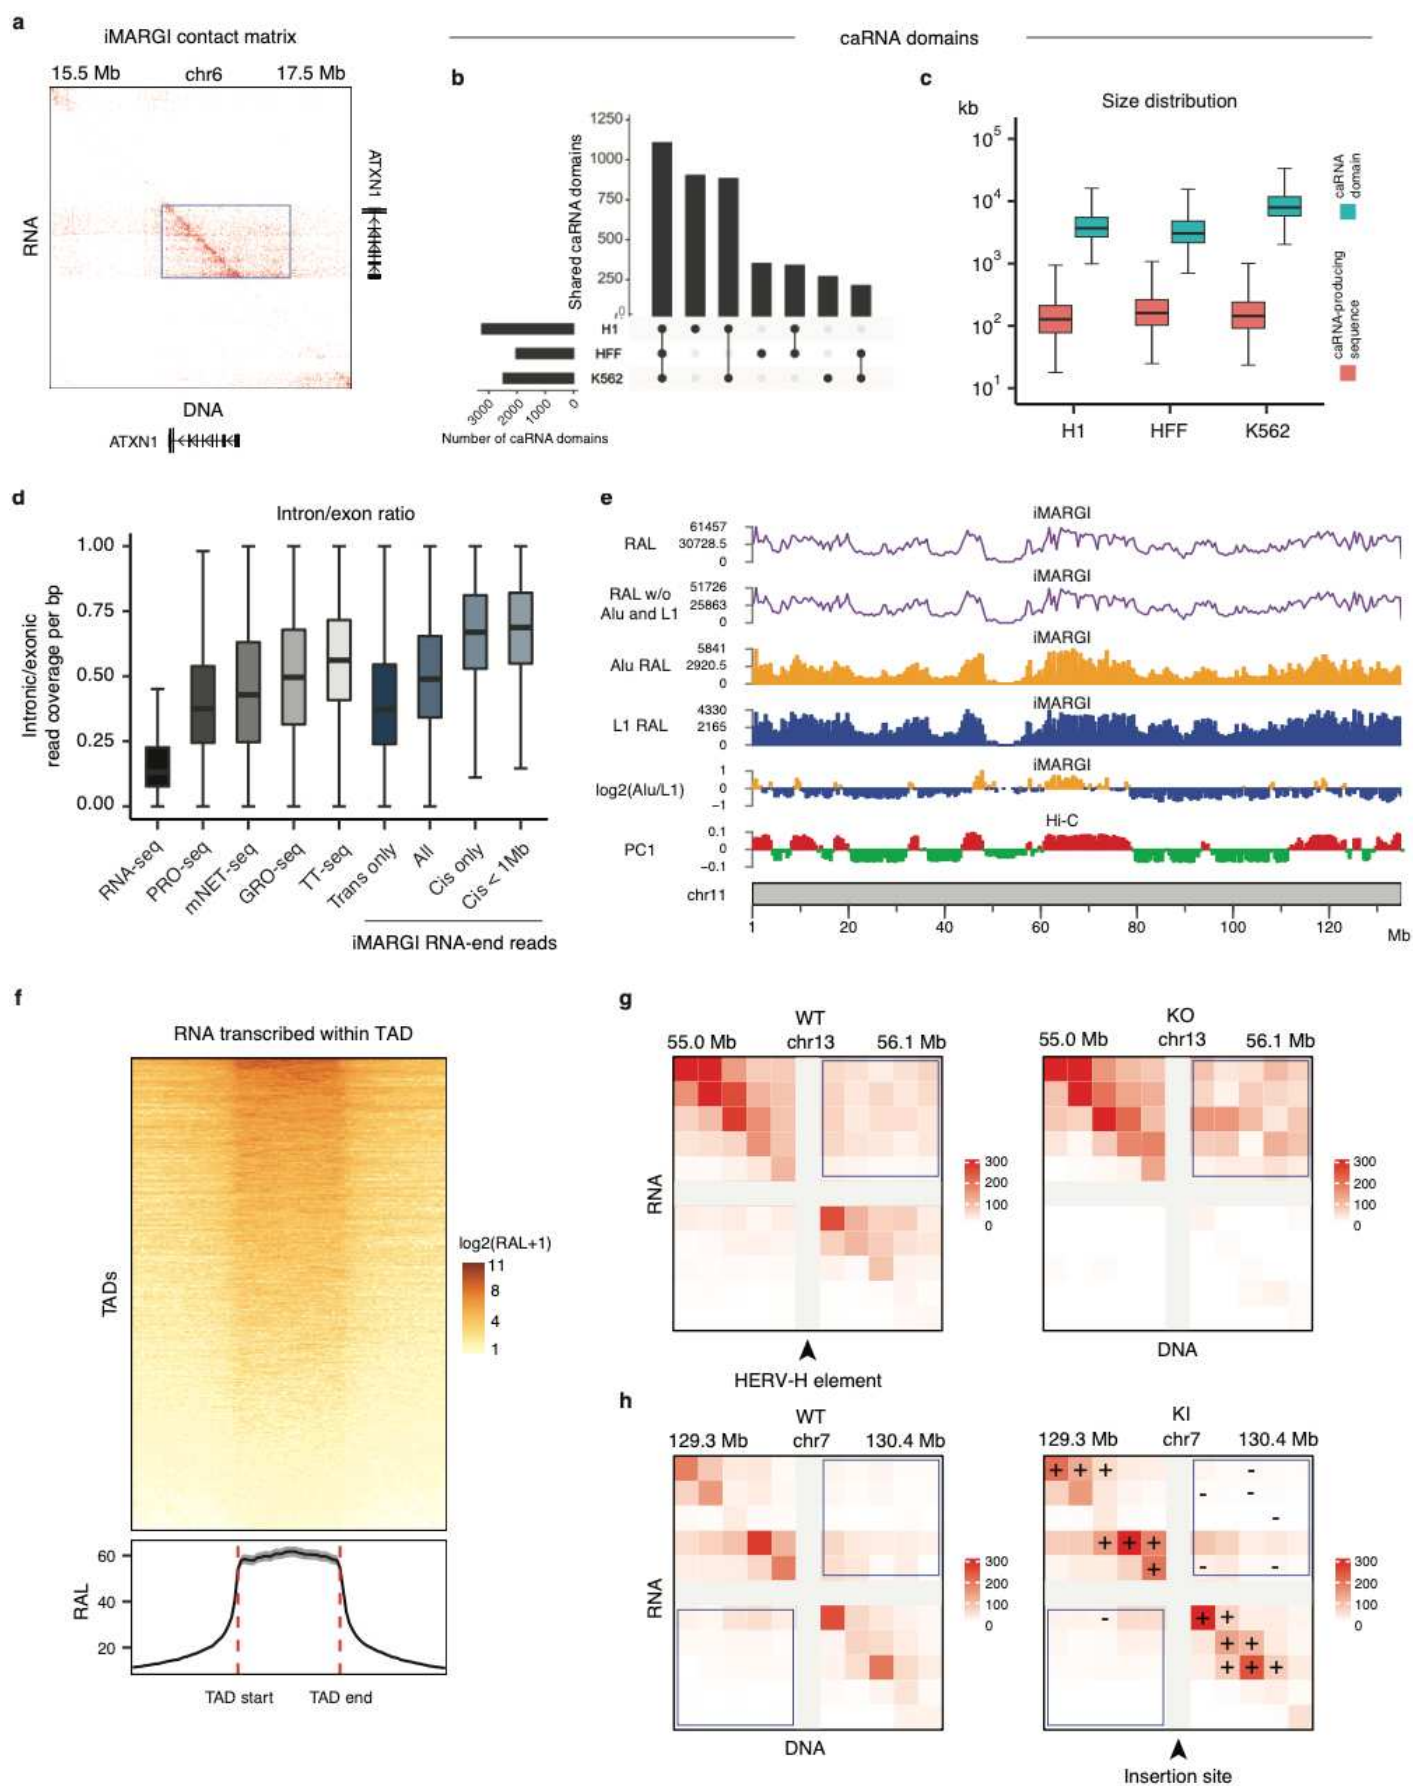 a
iMARGI contact matrix
15.5 Mb chr6 17.5 Mb
RNA
ATXN1
DNA
ATXN1
caRNA domains
b
Shared caRNA domains
1250
1000
750
500
250
0
H1
HFF
K562
3000 2000 1000 0
Number of caRNA domains
c
Size distribution
kb
10^5
10^4
10^3
10^2
10^1
H1 HFF K562
caRNA domain
caRNA-producing sequence
d
Intron/exon ratio
Intronic/exonic
read coverage per bp
1.00
0.75
0.50
0.25
0.00
RNA-seq PRO-seq mNET-seq GRO-seq TT-seq Trans only All Cis only Cis < 1Mb
iMARGI RNA-end reads
e
iMARGI
RAL
61457
30728.5
0
iMARGI
RAL w/o
Alu and L1
51726
25863
0
iMARGI
Alu RAL
5841
2920.5
0
iMARGI
L1 RAL
4330
2165
0
iMARGI
log2(Alu/L1)
1
0
−1
Hi-C
PC1
0.1
0
−0.1
chr11
1 20 40 60 80 100 120
Mb
f
RNA transcribed within TAD
TADs
log2(RAL+1)
11
8
4
1
RAL
60
40
20
TAD start TAD end
g
WT
55.0 Mb chr13 56.1 Mb
RNA
300
200
100
0
HERV-H element
KO
55.0 Mb chr13 56.1 Mb
300
200
100
0
DNA
h
WT
129.3 Mb chr7 130.4 Mb
RNA
300
200
100
0
DNA
KI
129.3 Mb chr7 130.4 Mb
+ + + -
- -
-
+ + +
+ - -
- + +
+ +
+ + +
300
200
100
0
Insertion site